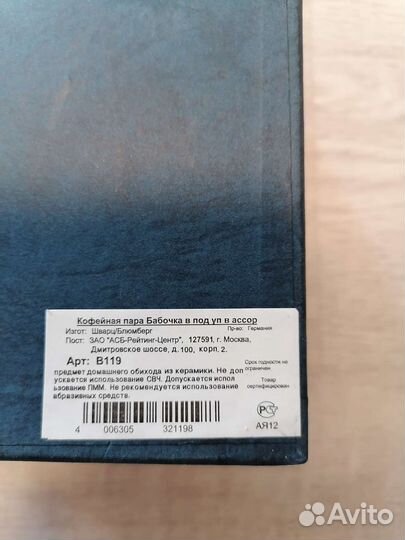 Кофейная пара Бабочка в под уп в ассор
Изгот: Шварц/Блюмберг Пр-во: Германия
Пост: ЗАО "АСБ-Рейтинг-Центр", 127591, г. Москва,
Дмитровское шоссе, д.100, корп. 2.
Арт: B119
Срок годности не ограничен
предмет домашнего обихода из керамики. Не доп
ускается использование СВЧ. Допускается испол
ьзование ПММ. Не рекомендуется использование
абразивных средств.
Товар
сертифицирован
РСТ
АЯ12
4 006305 321198
Avito